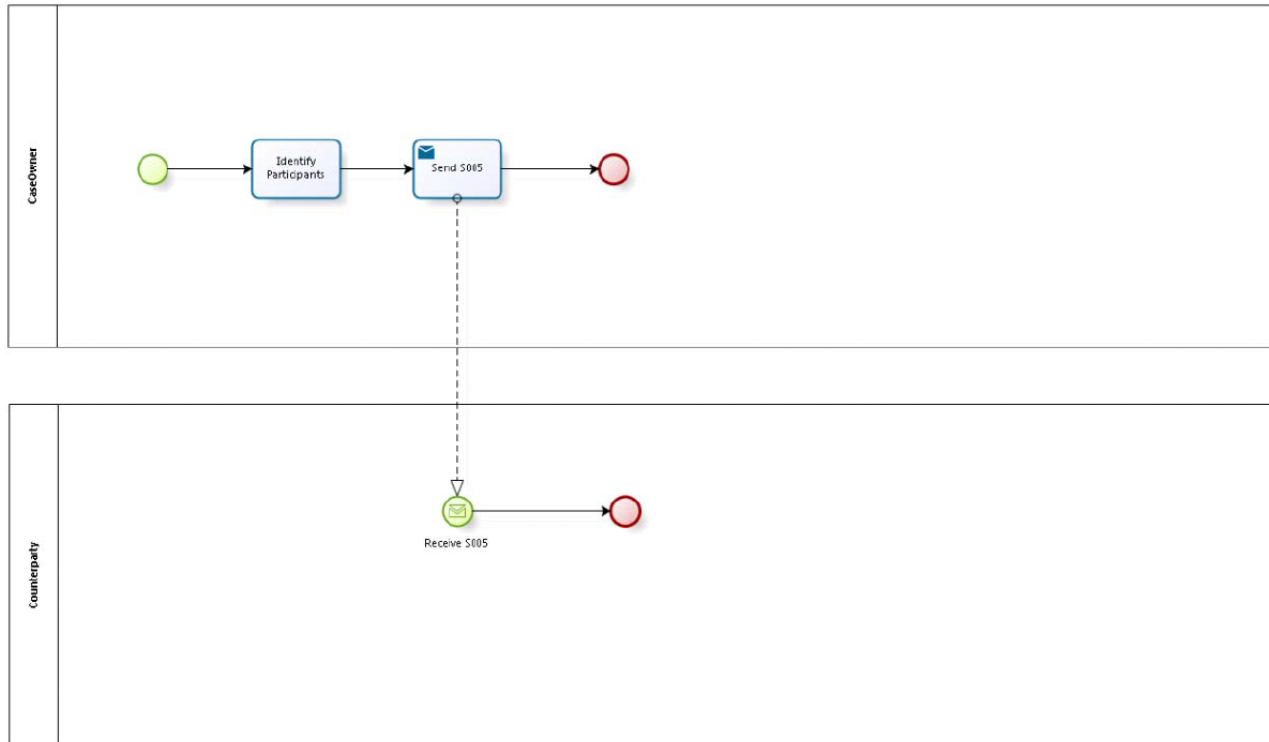 CaseOwner
Identify
Participants
Send S005
Receive S005
Counterparty